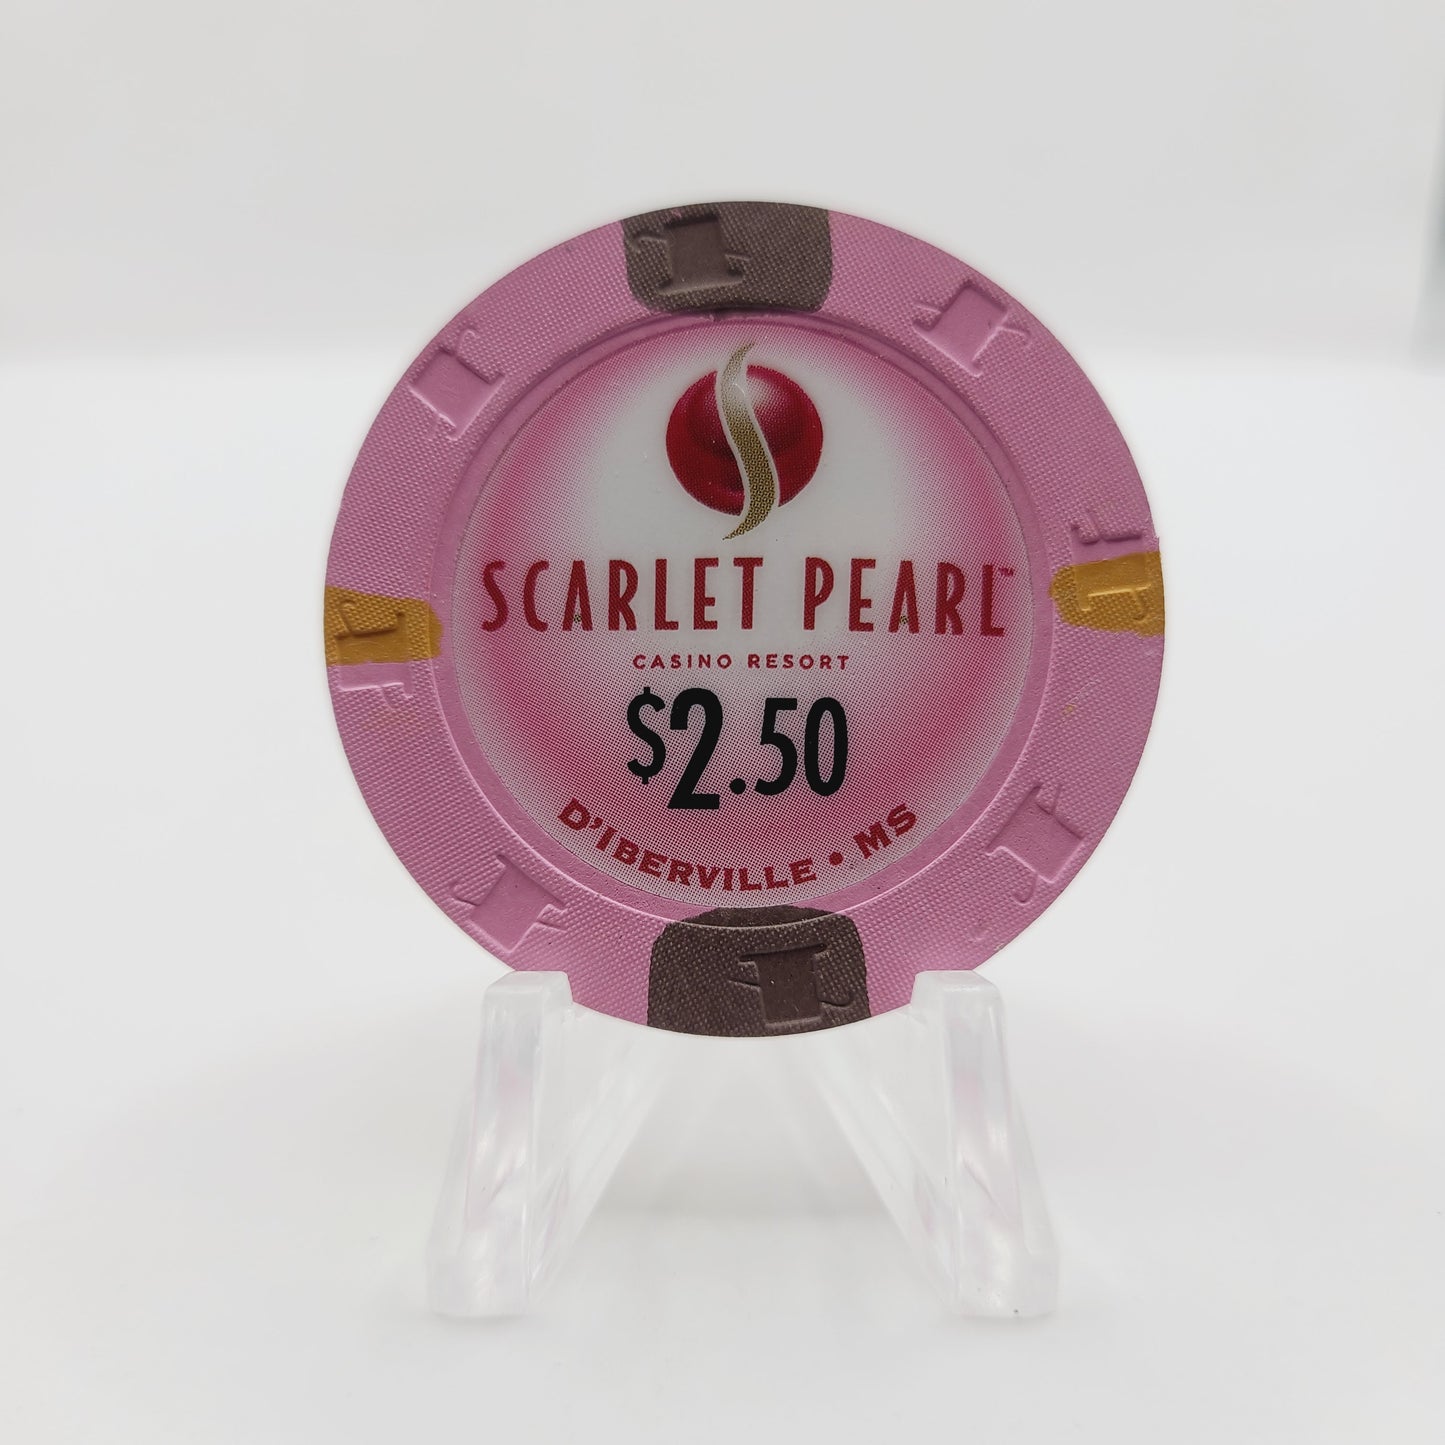 SCARLET PEARL™
CASINO RESORT
$2.50
D'IBERVILLE • MS